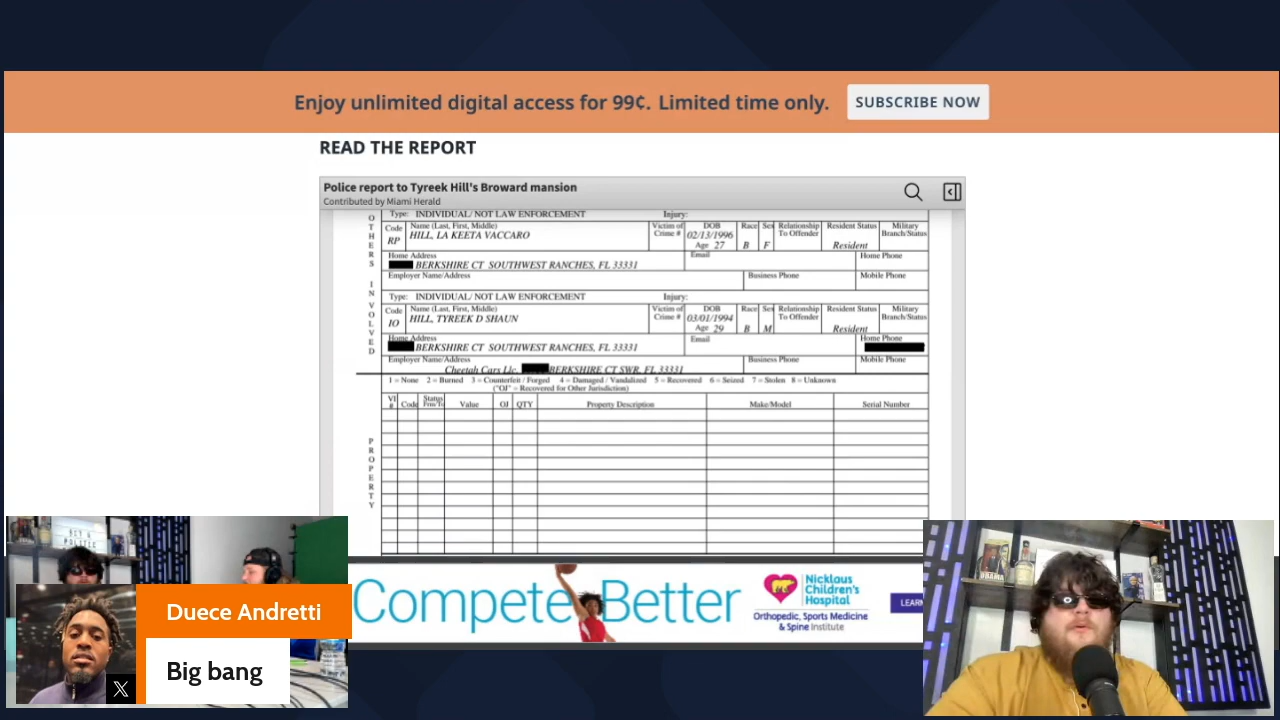 Enjoy unlimited digital access for 99¢. Limited time only.
SUBSCRIBE NOW
READ THE REPORT
Police report to Tyreek Hill's Broward mansion
Contributed by Miami Herald
OTHERS INVOLVED
Type: INDIVIDUAL/ NOT LAW ENFORCEMENT Injury:
Code Name (Last, First, Middle) Victim of Crime # DOB Race Sex Relationship To Offender Resident Status Military Branch/Status
RP HILL, LA KEETA VACCARO 02/13/1996 Age 27 B F Resident
Home Address Email Home Phone
BERKSHIRE CT SOUTHWEST RANCHES, FL 33331
Employer Name/Address Business Phone Mobile Phone
Type: INDIVIDUAL/ NOT LAW ENFORCEMENT Injury:
Code Name (Last, First, Middle) Victim of Crime # DOB Race Sex Relationship To Offender Resident Status Military Branch/Status
IO HILL, TYREEK D SHAUN 03/01/1994 Age 29 B M Resident
Home Address Email Home Phone
BERKSHIRE CT SOUTHWEST RANCHES, FL 33331
Employer Name/Address Business Phone Mobile Phone
Cheetah Cars Llc, BERKSHIRE CT SWR, FL 33331
1 = None 2 = Burned 3 = Counterfeit / Forged 4 = Damaged / Vandalized 5 = Recovered 6 = Seized 7 = Stolen 8 = Unknown
("OJ" = Recovered for Other Jurisdiction)
VI # Code Status Frm/To Value OJ QTY Property Description Make/Model Serial Number
PROPERTY
Compete Better
Nicklaus
Children's
Hospital
Orthopedic, Sports Medicine
& Spine Institute
LEARN
Duece Andretti
Big bang
OBAMA